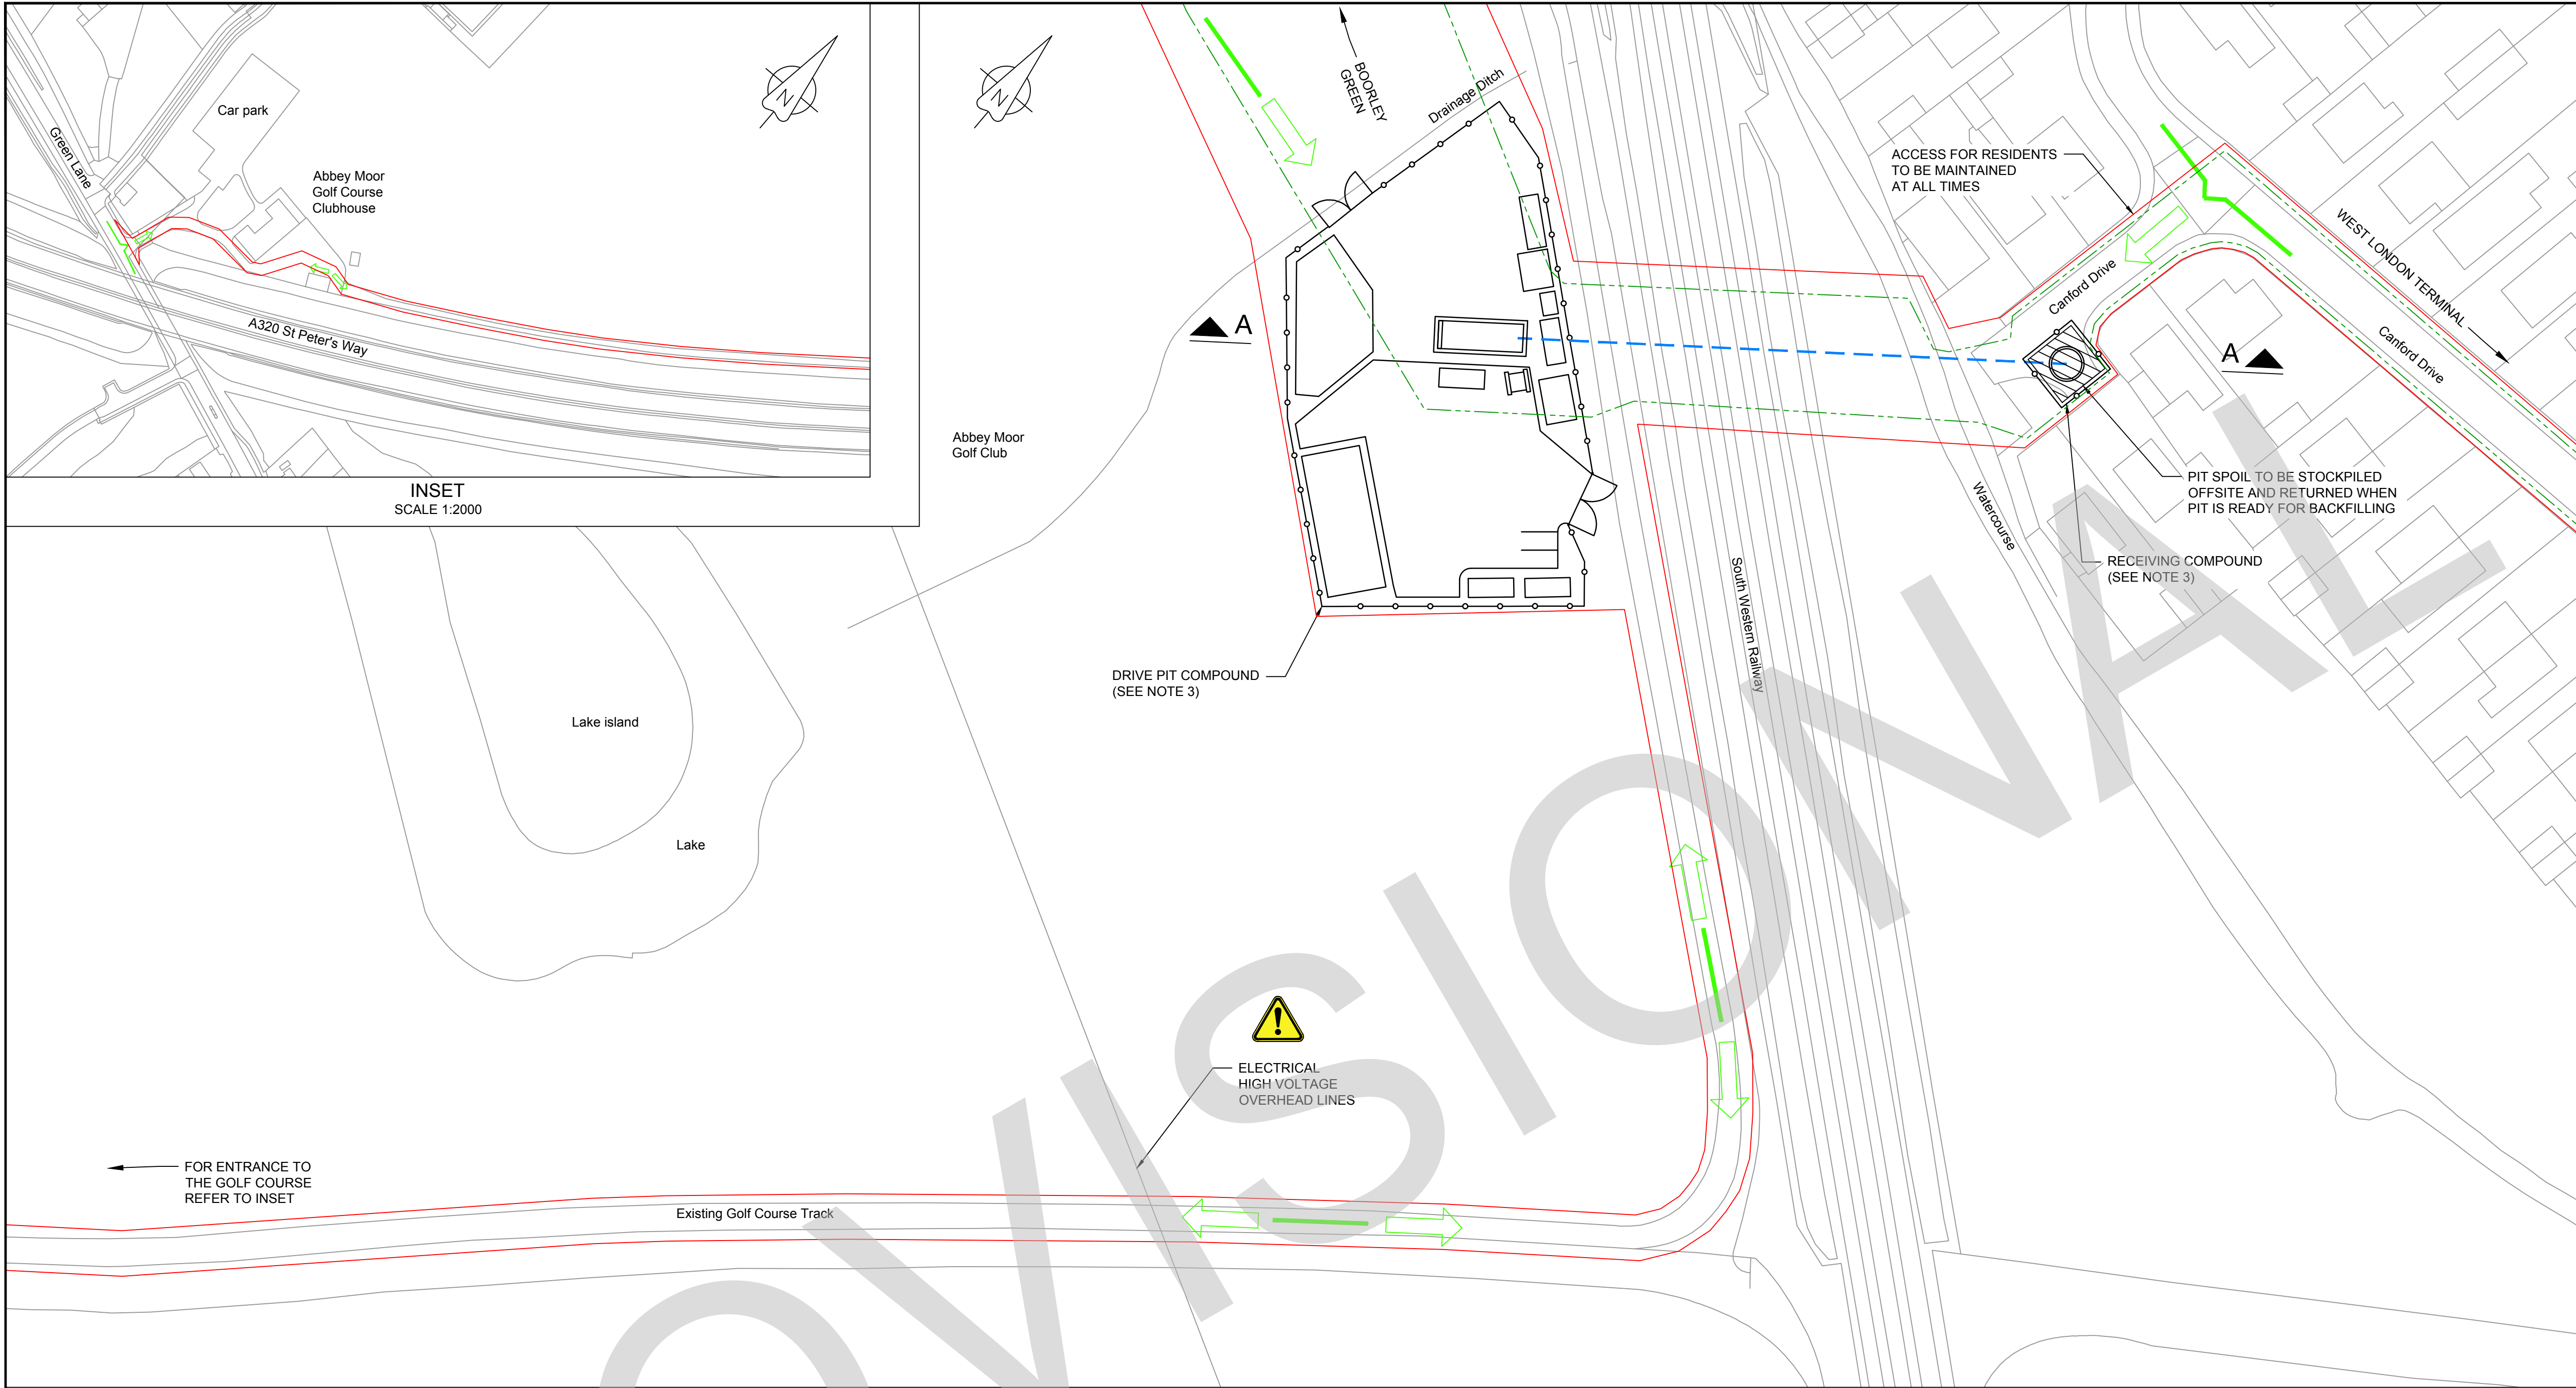 Car park
Green Lane
Abbey Moor
Golf Course
Clubhouse
A320 St Peter's Way
N
INSET
SCALE 1:2000
N
BOORLEY
GREEN
Drainage Ditch
ACCESS FOR RESIDENTS
TO BE MAINTAINED
AT ALL TIMES
WEST LONDON TERMINAL
Canford Drive
Canford Drive
A
A
Abbey Moor
Golf Club
PIT SPOIL TO BE STOCKPILED
OFFSITE AND RETURNED WHEN
PIT IS READY FOR BACKFILLING
Watercourse
RECEIVING COMPOUND
(SEE NOTE 3)
South Western Railway
DRIVE PIT COMPOUND
(SEE NOTE 3)
Lake island
Lake
ELECTRICAL
HIGH VOLTAGE
OVERHEAD LINES
FOR ENTRANCE TO
THE GOLF COURSE
REFER TO INSET
Existing Golf Course Track
OVISIONAL